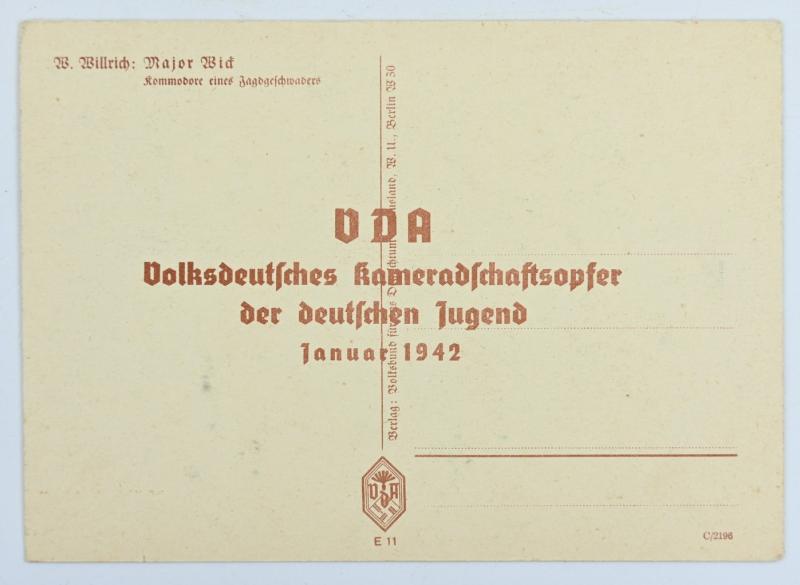 W. Willrich: Major Wick
Kommodore eines Jagdgeschwaders
VDA
Volksdeutsches Kameradschaftsopfer
der deutschen Jugend
Januar 1942
Verlag: Volksbund für das Deutschtum Ausland, W. U., Berlin W 30
VDA
E 11
C/2196